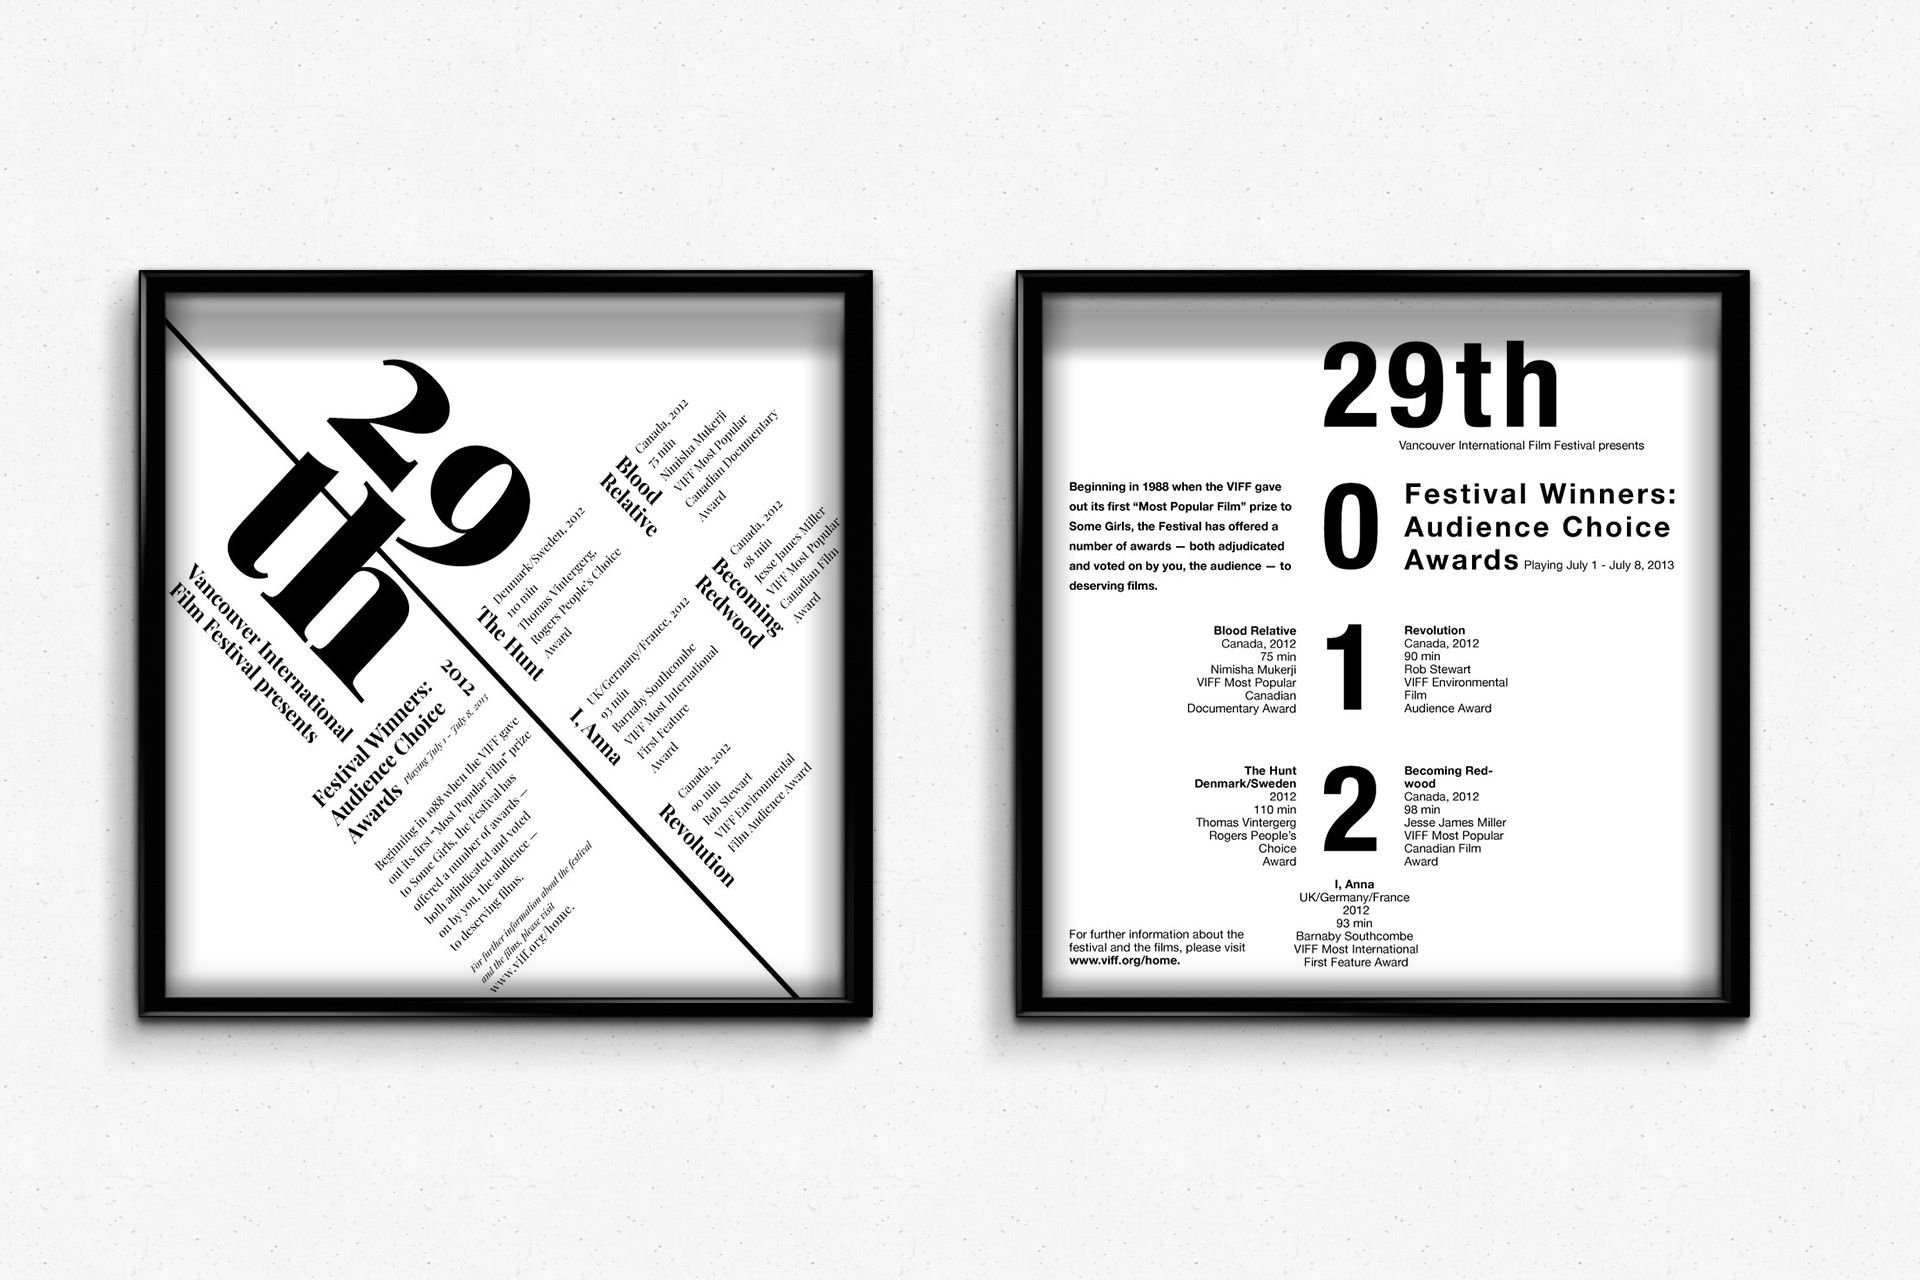 29
th
Vancouver International
Film Festival presents
2012
Festival Winners:
Audience Choice
Awards Playing July 1 - July 8, 2013
Beginning in 1988 when the VIFF gave
out its first "Most Popular Film" prize
to Some Girls, the Festival has
offered a number of awards —
both adjudicated and voted
on by you, the audience —
to deserving films.
For further information about the festival
and the films, please visit
www.viff.org/home.
Blood
Relative
Canada, 2012
75 min
Nimisha Mukerji
VIFF Most Popular
Canadian Documentary
Award
The Hunt
Denmark/Sweden, 2012
110 min
Thomas Vintergerg,
Rogers People's Choice
Award
Becoming
Redwood
Canada, 2012
98 min
Jesse James Miller
VIFF Most Popular
Canadian Film
Award
I, Anna
UK/Germany/France, 2012
93 min
Barnaby Southcombe
VIFF Most International
First Feature
Award
Revolution
Canada, 2012
90 min
Rob Stewart
VIFF Environmental
Film Audience Award
29th
Vancouver International Film Festival presents
Beginning in 1988 when the VIFF gave
out its first “Most Popular Film” prize to
Some Girls, the Festival has offered a
number of awards — both adjudicated
and voted on by you, the audience — to
deserving films.
0
Festival Winners:
Audience Choice
Awards Playing July 1 - July 8, 2013
Blood Relative
Canada, 2012
75 min
Nimisha Mukerji
VIFF Most Popular
Canadian
Documentary Award
1
Revolution
Canada, 2012
90 min
Rob Stewart
VIFF Environmental
Film
Audience Award
The Hunt
Denmark/Sweden
2012
110 min
Thomas Vintergerg
Rogers People's
Choice
Award
2
Becoming Red-
wood
Canada, 2012
98 min
Jesse James Miller
VIFF Most Popular
Canadian Film
Award
I, Anna
UK/Germany/France
2012
93 min
Barnaby Southcombe
VIFF Most International
First Feature Award
For further information about the
festival and the films, please visit
www.viff.org/home.